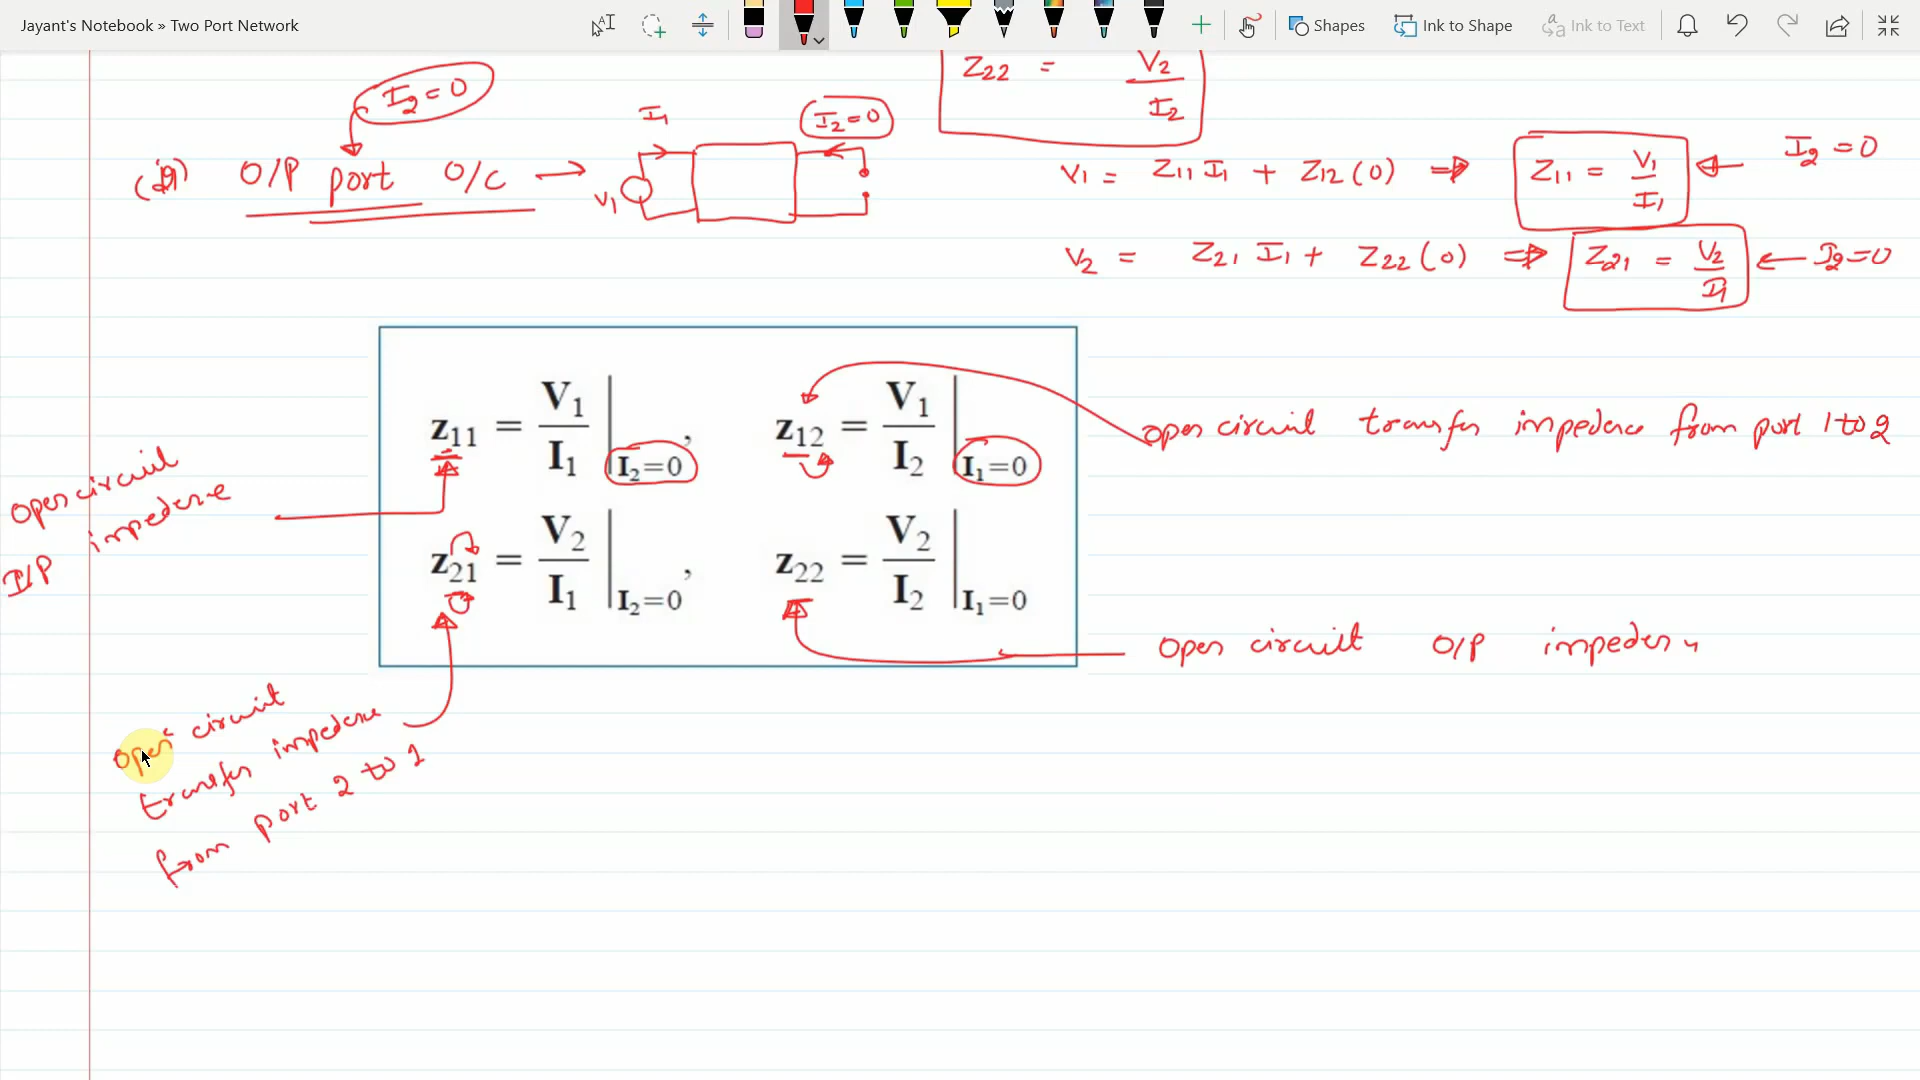 Jayant's Notebook » Two Port Network
Shapes
Ink to Shape
Ink to Text
Z22 = V2 / I2
I2 = 0
I1
I2 = 0
O/P port O/C →
V1
V1 = Z11 I1 + Z12 (0) ⇒ Z11 = V1 / I1 ← I2 = 0
V2 = Z21 I1 + Z22 (0) ⇒ Z21 = V2 / I1 ← I2 = 0
z11 = V1 / I1 | I2=0, z12 = V1 / I2 | I1=0
z21 = V2 / I1 | I2=0, z22 = V2 / I2 | I1=0
open circuit transfer impedence from port 1 to 2
open circuit
I/P impedence
open circuit O/P impeden
open circuit
transfer impedence
from port 2 to 1